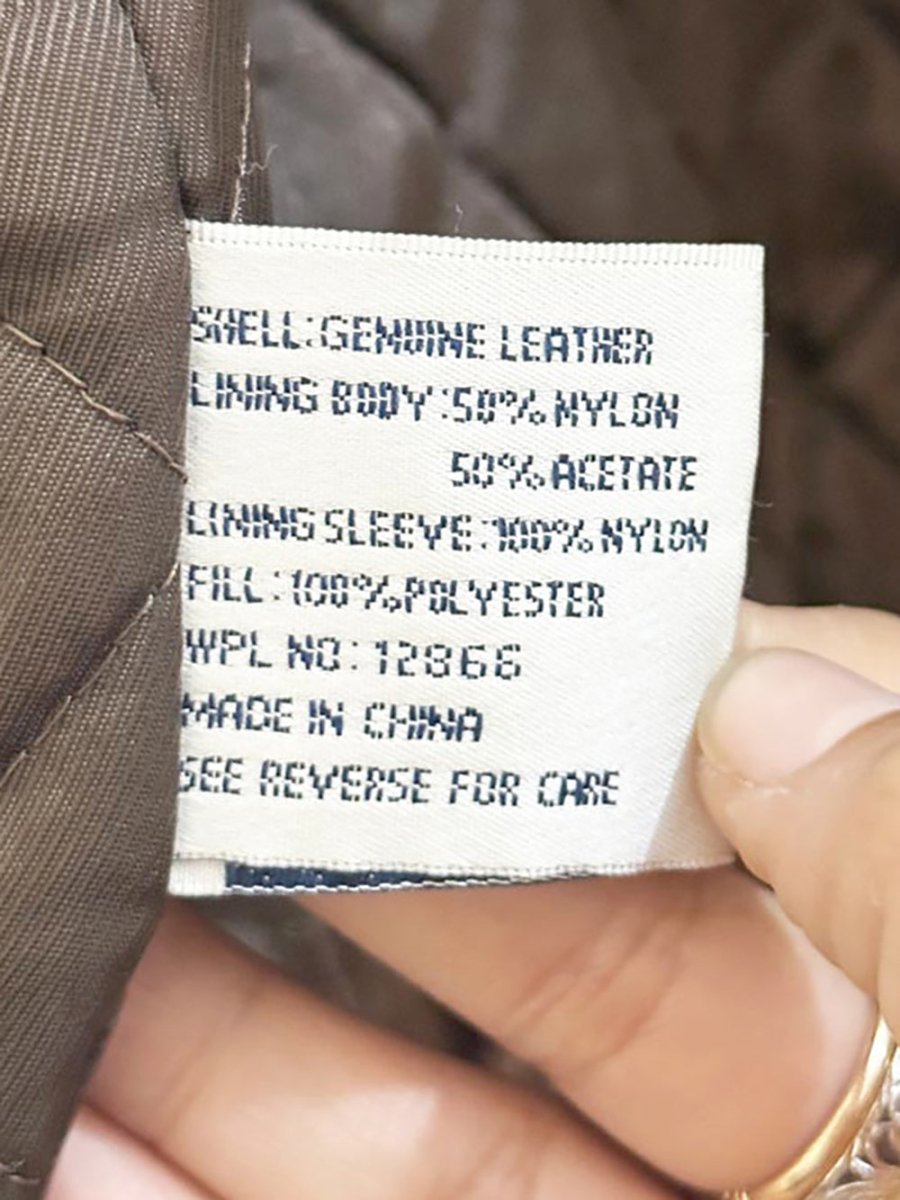 SHELL:GENUINE LEATHER
LINING BODY:50% NYLON
50% ACETATE
LINING SLEEVE:100% NYLON
FILL:100% POLYESTER
WPL NO:12866
MADE IN CHINA
SEE REVERSE FOR CARE